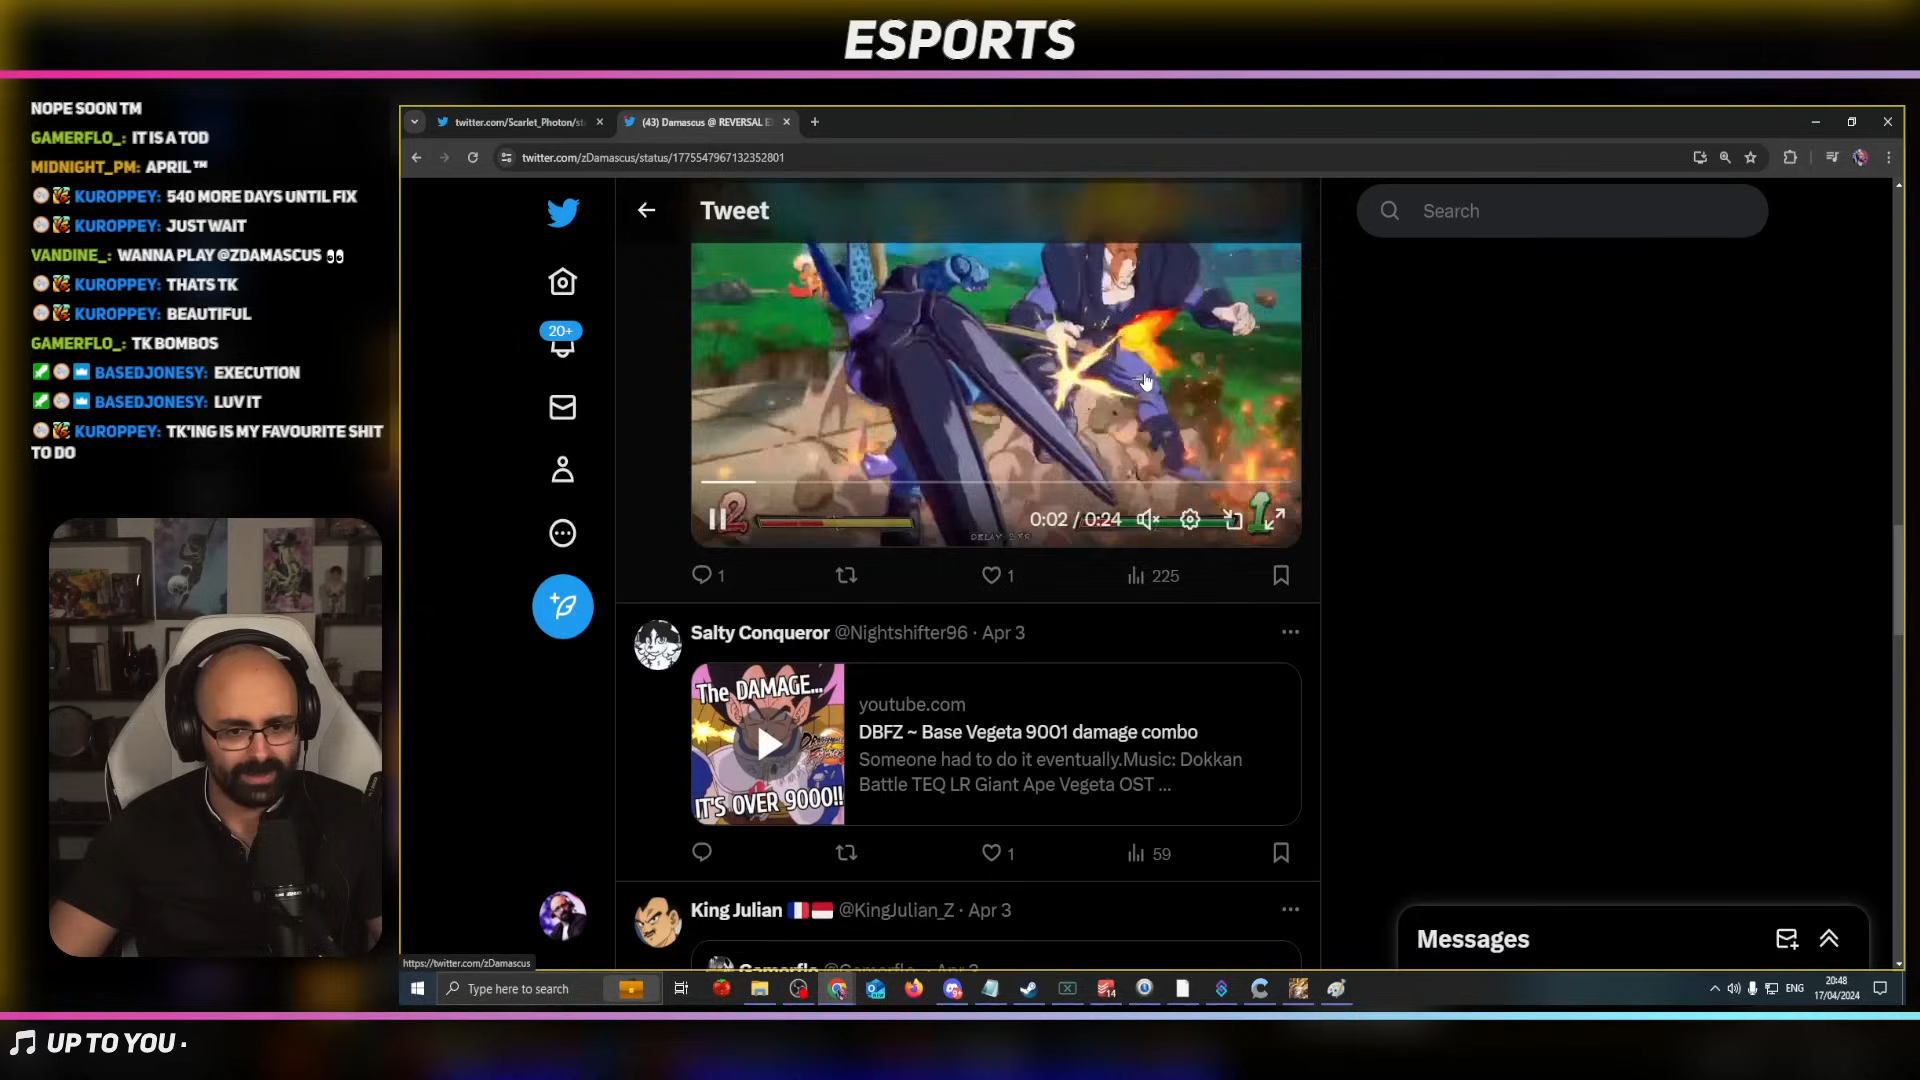 ESPORTS
NOPE SOON TM
GAMERFLO_: IT IS A TOD
MIDNIGHT_PM: APRIL™
KUROPPEY: 540 MORE DAYS UNTIL FIX
KUROPPEY: JUST WAIT
VANDINE_: WANNA PLAY @ZDAMASCUS 👀
KUROPPEY: THATS TK
KUROPPEY: BEAUTIFUL
GAMERFLO_: TK BOMBOS
BASEDJONESY: EXECUTION
BASEDJONESY: LUV IT
KUROPPEY: TK'ING IS MY FAVOURITE SHIT
TO DO
twitter.com/Scarlet_Photon/st
(43) Damascus @ REVERSAL E
twitter.com/zDamascus/status/1775547967132352801
Tweet
Search
20+
2
1
0:02 / 0:24
1
1
225
Salty Conqueror @Nightshifter96 · Apr 3
The DAMAGE...
IT'S OVER 9000!!
youtube.com
DBFZ ~ Base Vegeta 9001 damage combo
Someone had to do it eventually.Music: Dokkan
Battle TEQ LR Giant Ape Vegeta OST ...
1
59
King Julian 🇫🇷🇮🇩 @KingJulian_Z · Apr 3
Messages
https://twitter.com/zDamascus
Type here to search
14
ENG
20:48
17/04/2024
UP TO YOU ·